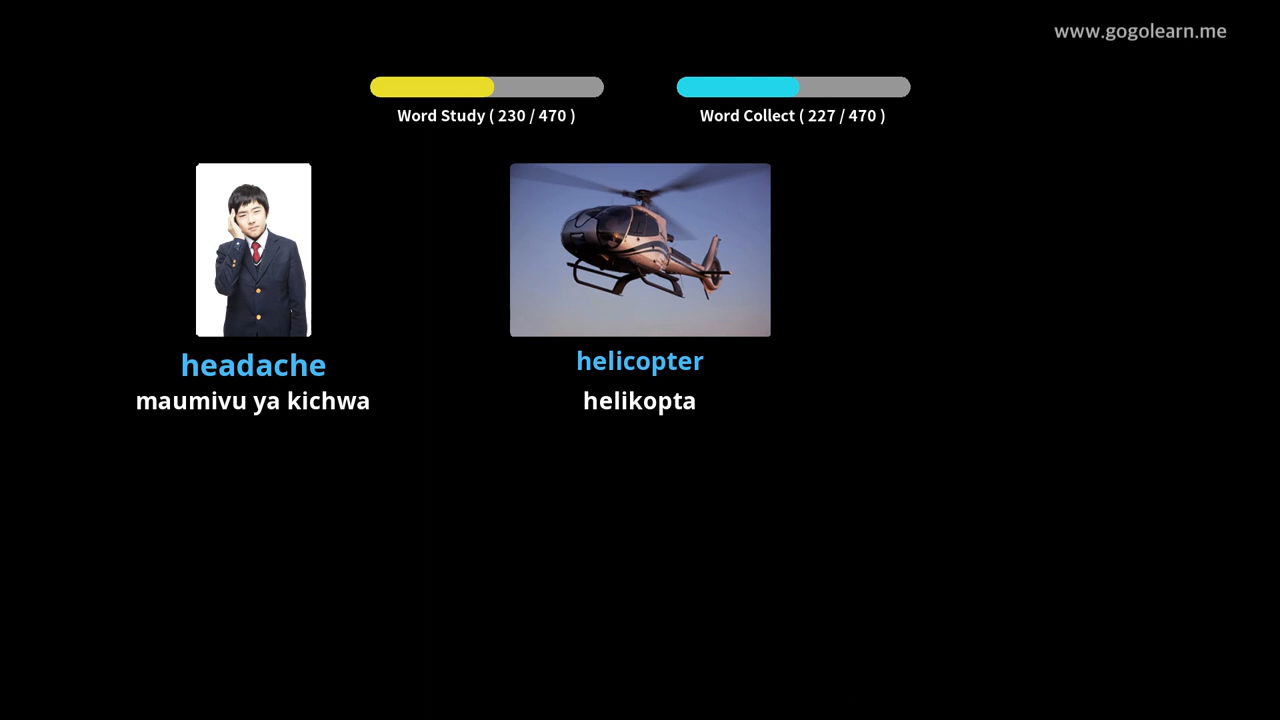 www.gogolearn.me
Word Study ( 230 / 470 )
Word Collect ( 227 / 470 )
headache
maumivu ya kichwa
helicopter
helikopta